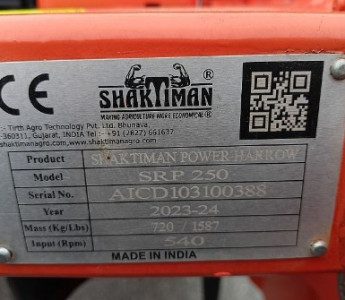 CE
SHAKTIMAN®
MAKING AGRICULTURE MORE ECONOMICAL®
:- Tirth Agro Technology Pvt. Ltd. Bhunava,
-360311, Gujarat, INDIA Tel :- +91 (2827) 661637
://www.shaktimanagro.com
Product SHAKTIMAN POWER HARROW
Model SRP 250
Serial No. AICD103100388
Year 2023-24
Mass (Kg/Lbs) 720 / 1587
Input (Rpm) 540
MADE IN INDIA